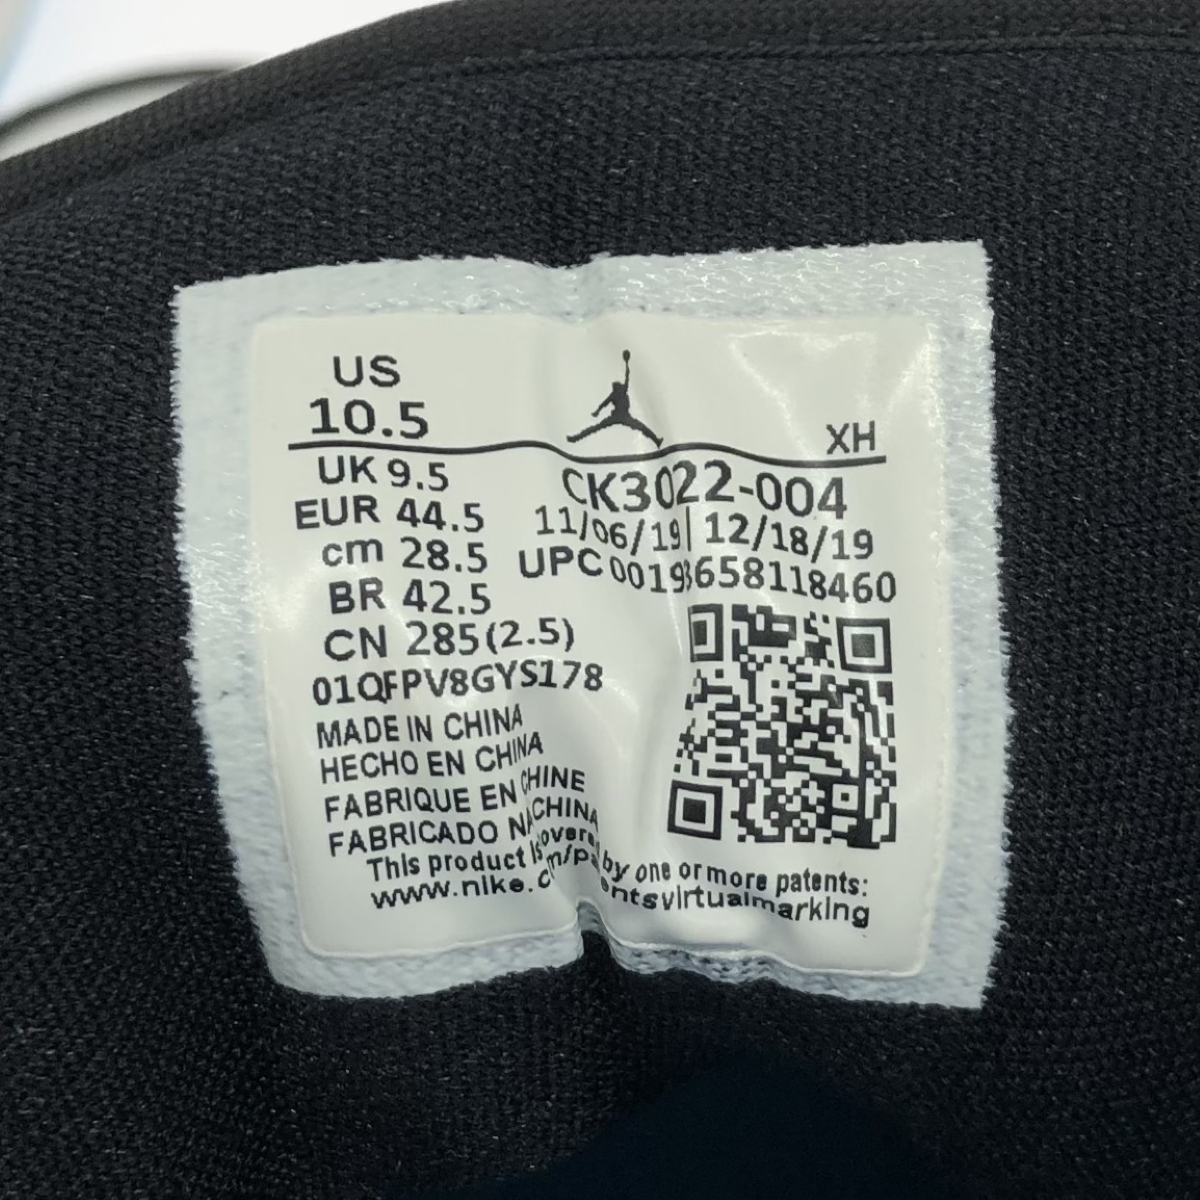 US
10.5
XH
UK 9.5
EUR 44.5
cm 28.5
BR 42.5
CN 285(2.5)
CK3022-004
11/06/19| 12/18/19
UPC 00193658118460
01QFPV8GYS178
MADE IN CHINA
HECHO EN CHINA
FABRIQUE EN CHINE
FABRICADO NA CHINA
This product is covered by one or more patents:
www.nike.com/patentsvirtualmarking